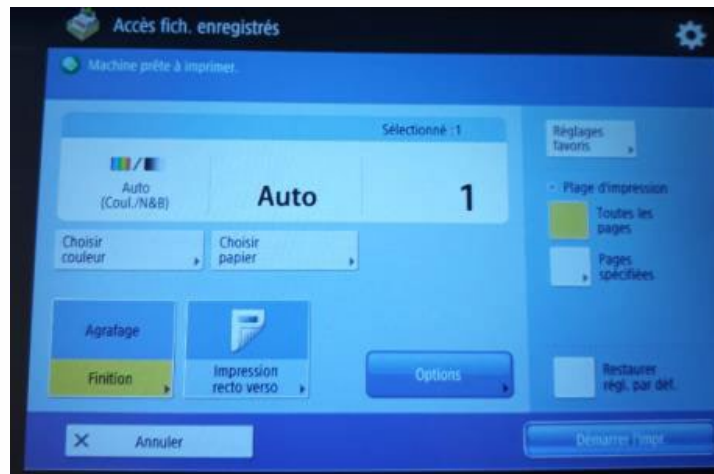 Accès fich. enregistrés
Machine prête à imprimer.
Sélectionné :1
Auto
(Coul./N&B)
Auto
1
Choisir
couleur
Choisir
papier
Agrafage
Finition
Impression
recto verso
Options
Réglages
favoris
Plage d'impression
Toutes les
pages
Pages
spécifiées
Restaurer
régl. par déf.
Annuler
Démarrer l'impr.